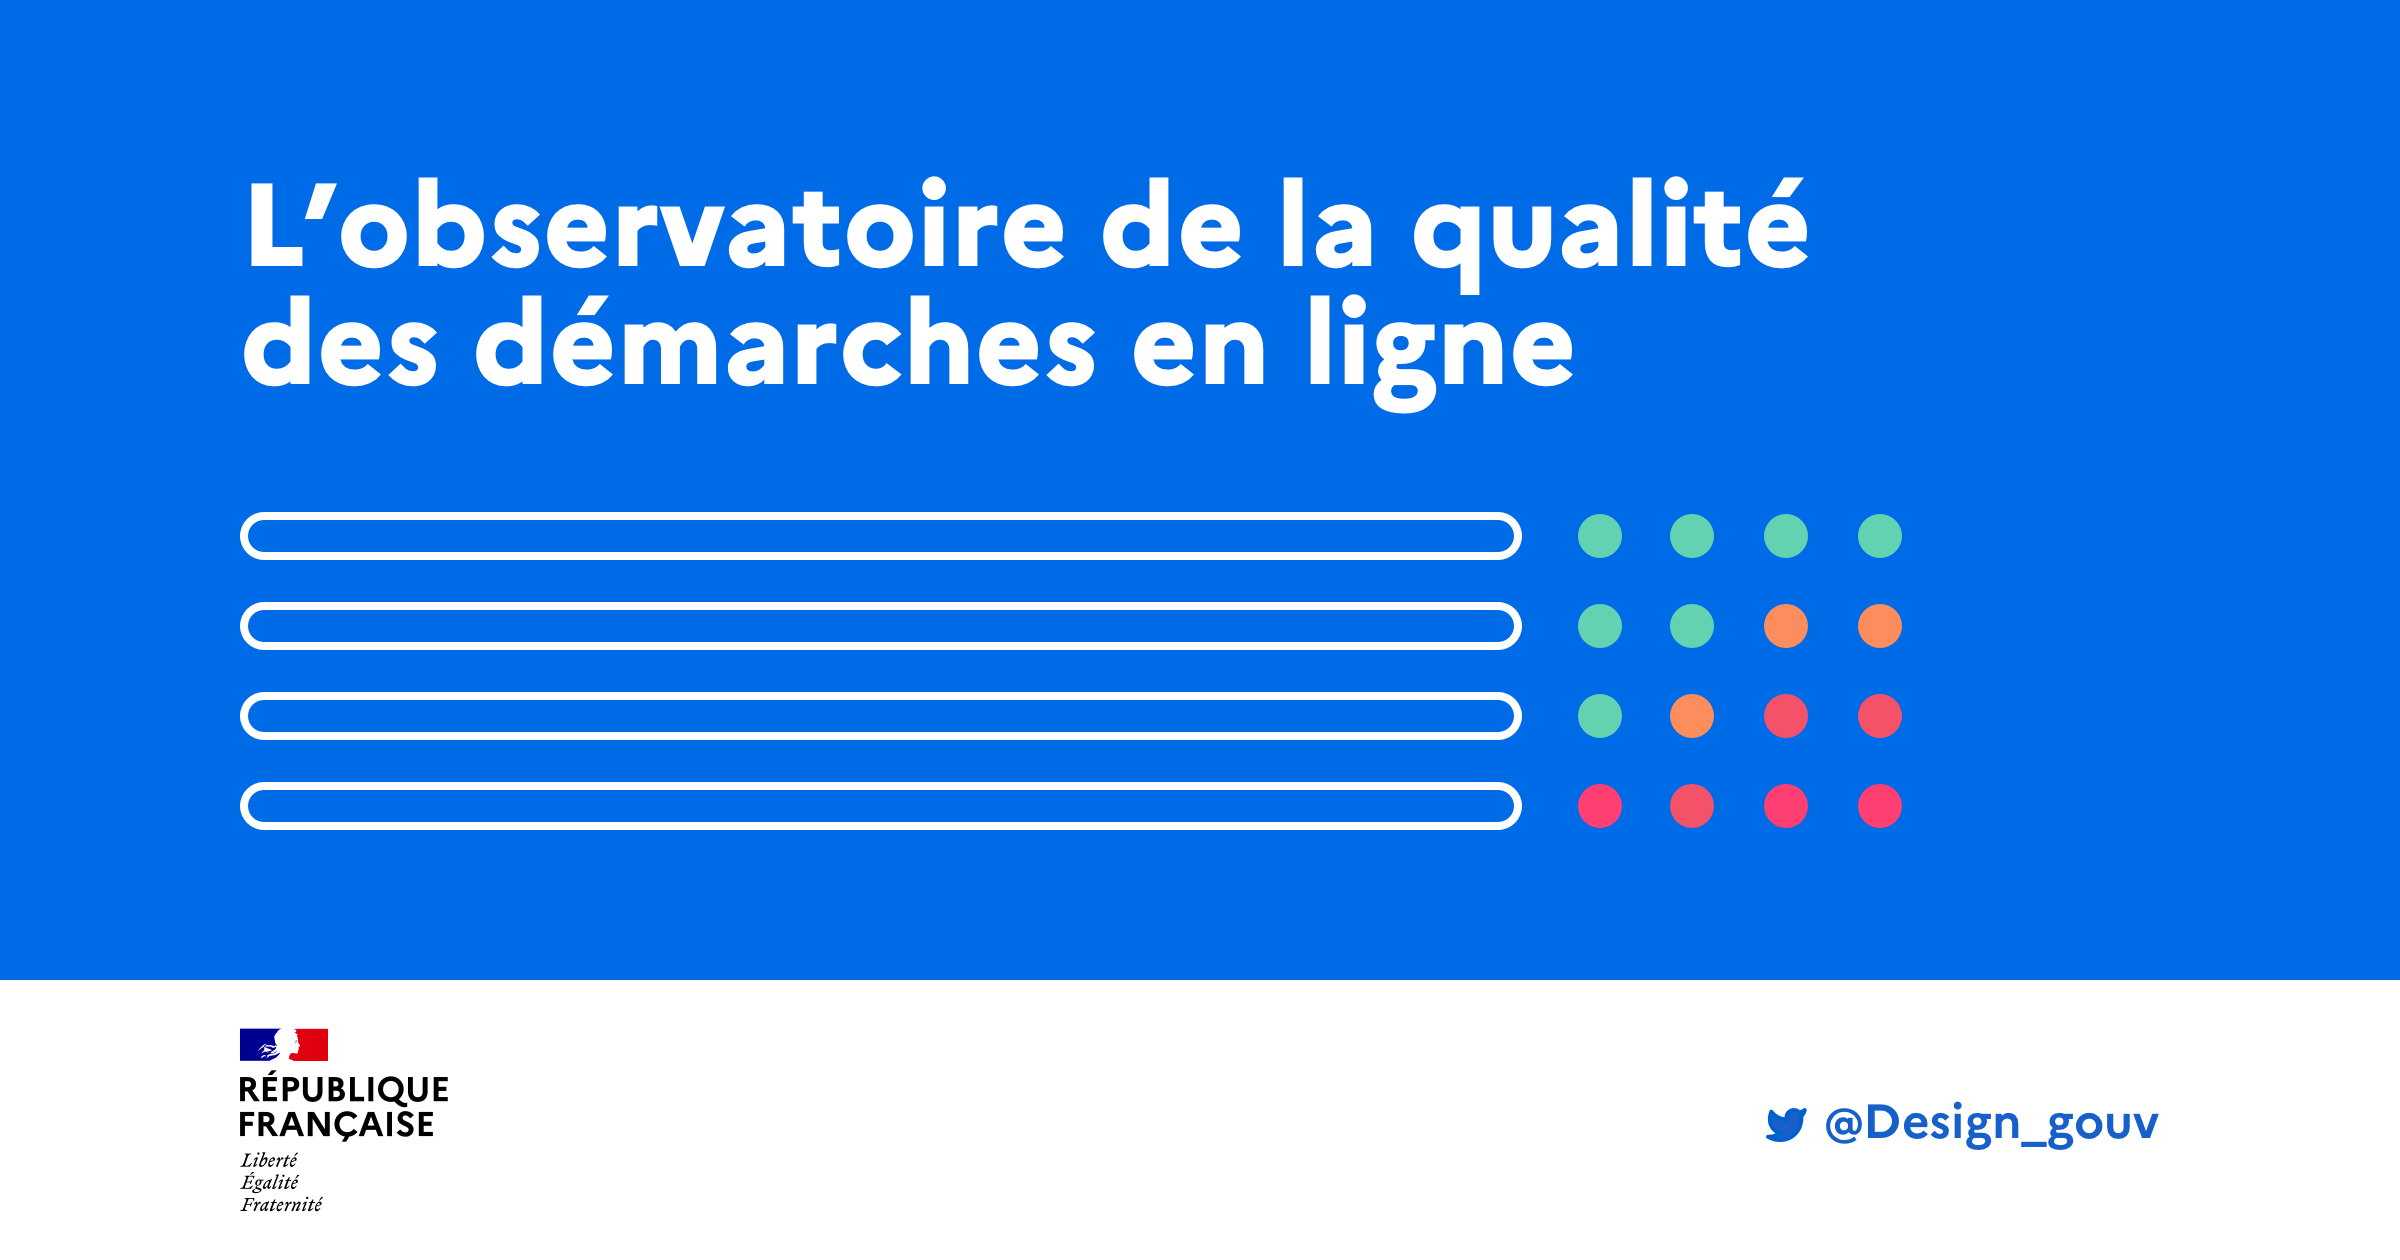 L’observatoire de la qualité
des démarches en ligne
RÉPUBLIQUE
FRANÇAISE
Liberté
Égalité
Fraternité
@Design_gouv